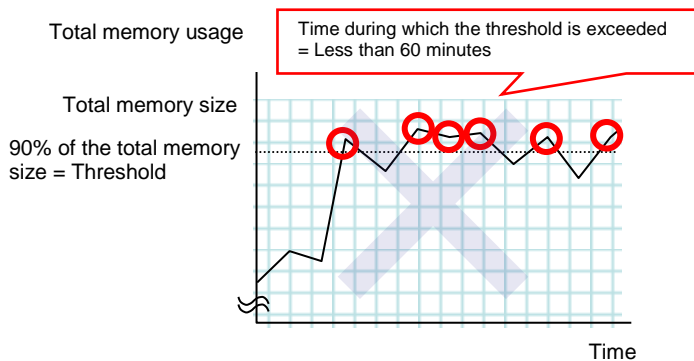 Total memory usage
Time during which the threshold is exceeded
= Less than 60 minutes
Total memory size
90% of the total memory
size = Threshold
Time